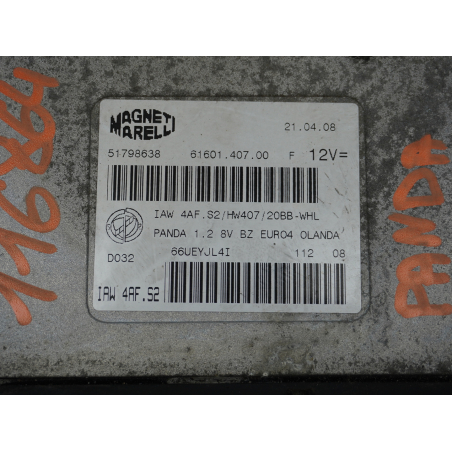 MAGNETI
MARELLI
21.04.08
51798638 61601.407.00 F 12V=
IAW 4AF.S2/HW407/20BB-WHL
PANDA 1.2 8V BZ EURO4 OLANDA
D032 66UEYJL4I 112 08
IAW 4AF.S2
116864
PANDA